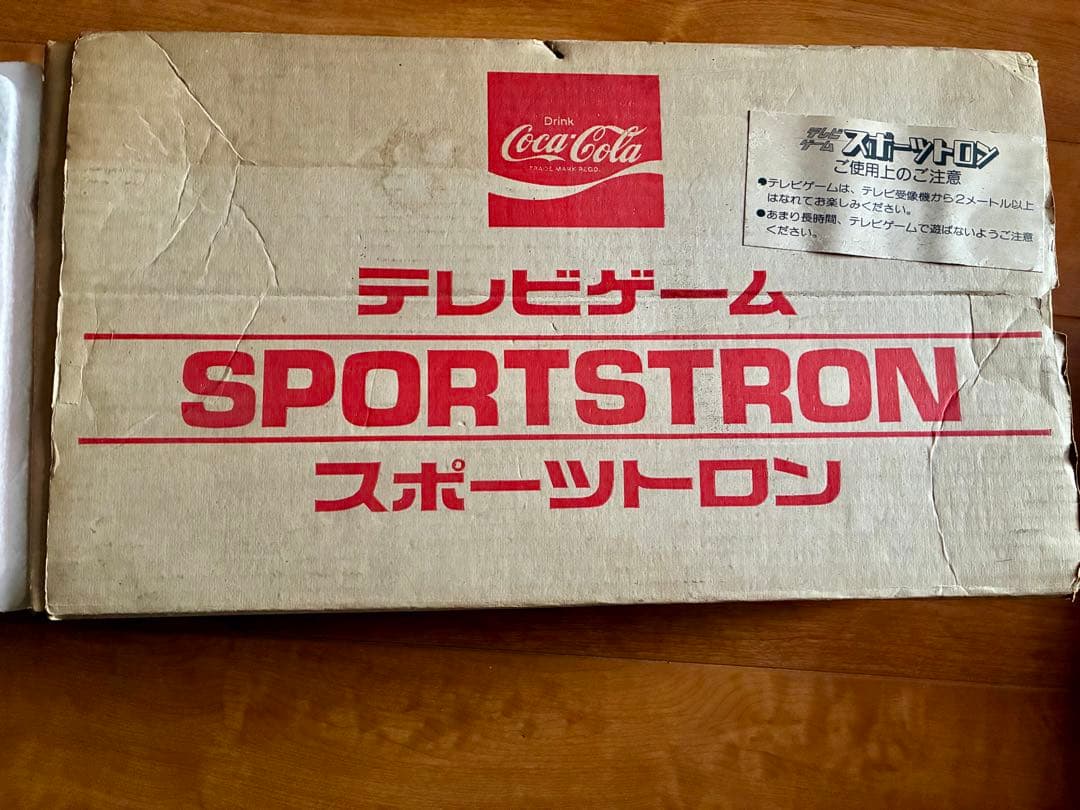 Drink
Coca-Cola
TRADE MARK REGD.
テレビ
ゲーム
スポーツトロン
ご使用上のご注意
●テレビゲームは、テレビ受像機から2メートル以上
はなれてお楽しみください。
●あまり長時間、テレビゲームで遊ばないようご注意
ください。
テレビゲーム
SPORTSTRON
スポーツトロン